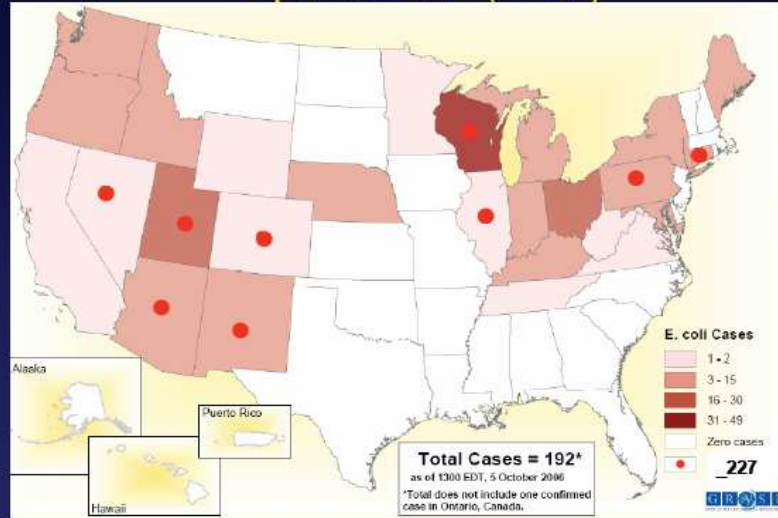 E. coli Cases
1 - 2
3 - 15
16 - 30
31 - 49
Zero cases
_227
Alaska
Puerto Rico
Hawaii
Total Cases = 192*
as of 1300 EDT, 5 October 2006
*Total does not include one confirmed
case in Ontario, Canada.